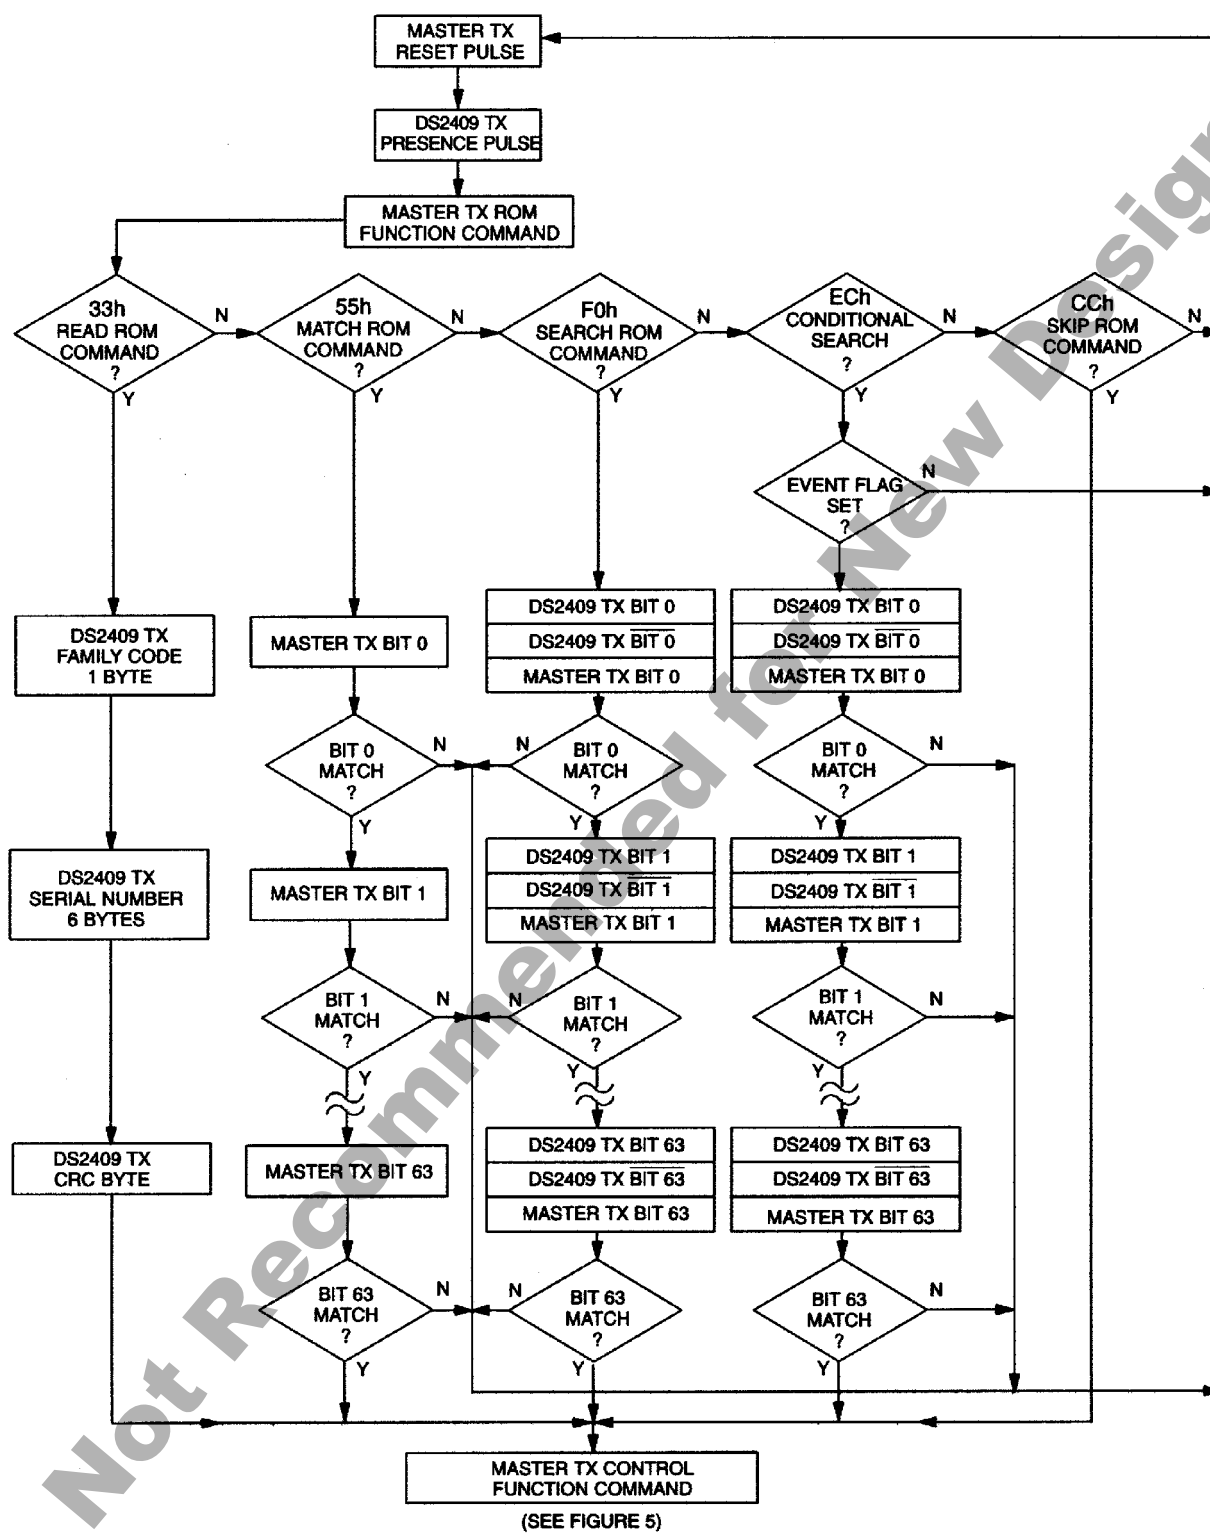 MASTER TX
RESET PULSE
DS2409 TX
PRESENCE PULSE
MASTER TX ROM
FUNCTION COMMAND
33h
READ ROM
COMMAND
?
N
Y
55h
MATCH ROM
COMMAND
?
N
Y
F0h
SEARCH ROM
COMMAND
?
N
Y
ECh
CONDITIONAL
SEARCH
?
N
Y
CCh
SKIP ROM
COMMAND
?
N
Y
EVENT FLAG
SET
?
N
DS2409 TX
FAMILY CODE
1 BYTE
DS2409 TX
SERIAL NUMBER
6 BYTES
DS2409 TX
CRC BYTE
MASTER TX BIT 0
BIT 0
MATCH
?
N
Y
MASTER TX BIT 1
BIT 1
MATCH
?
N
Y
MASTER TX BIT 63
BIT 63
MATCH
?
N
Y
DS2409 TX BIT 0
DS2409 TX B̅I̅T̅ ̅0̅
MASTER TX BIT 0
BIT 0
MATCH
?
N
Y
DS2409 TX BIT 1
DS2409 TX B̅I̅T̅ ̅1̅
MASTER TX BIT 1
BIT 1
MATCH
?
N
Y
DS2409 TX BIT 63
DS2409 TX B̅I̅T̅ ̅6̅3̅
MASTER TX BIT 63
BIT 63
MATCH
?
N
Y
DS2409 TX BIT 0
DS2409 TX B̅I̅T̅ ̅0̅
MASTER TX BIT 0
BIT 0
MATCH
?
N
Y
DS2409 TX BIT 1
DS2409 TX B̅I̅T̅ ̅1̅
MASTER TX BIT 1
BIT 1
MATCH
?
N
Y
DS2409 TX BIT 63
DS2409 TX B̅I̅T̅ ̅6̅3̅
MASTER TX BIT 63
BIT 63
MATCH
?
N
Y
MASTER TX CONTROL
FUNCTION COMMAND
(SEE FIGURE 5)
Not Recommended for New Design